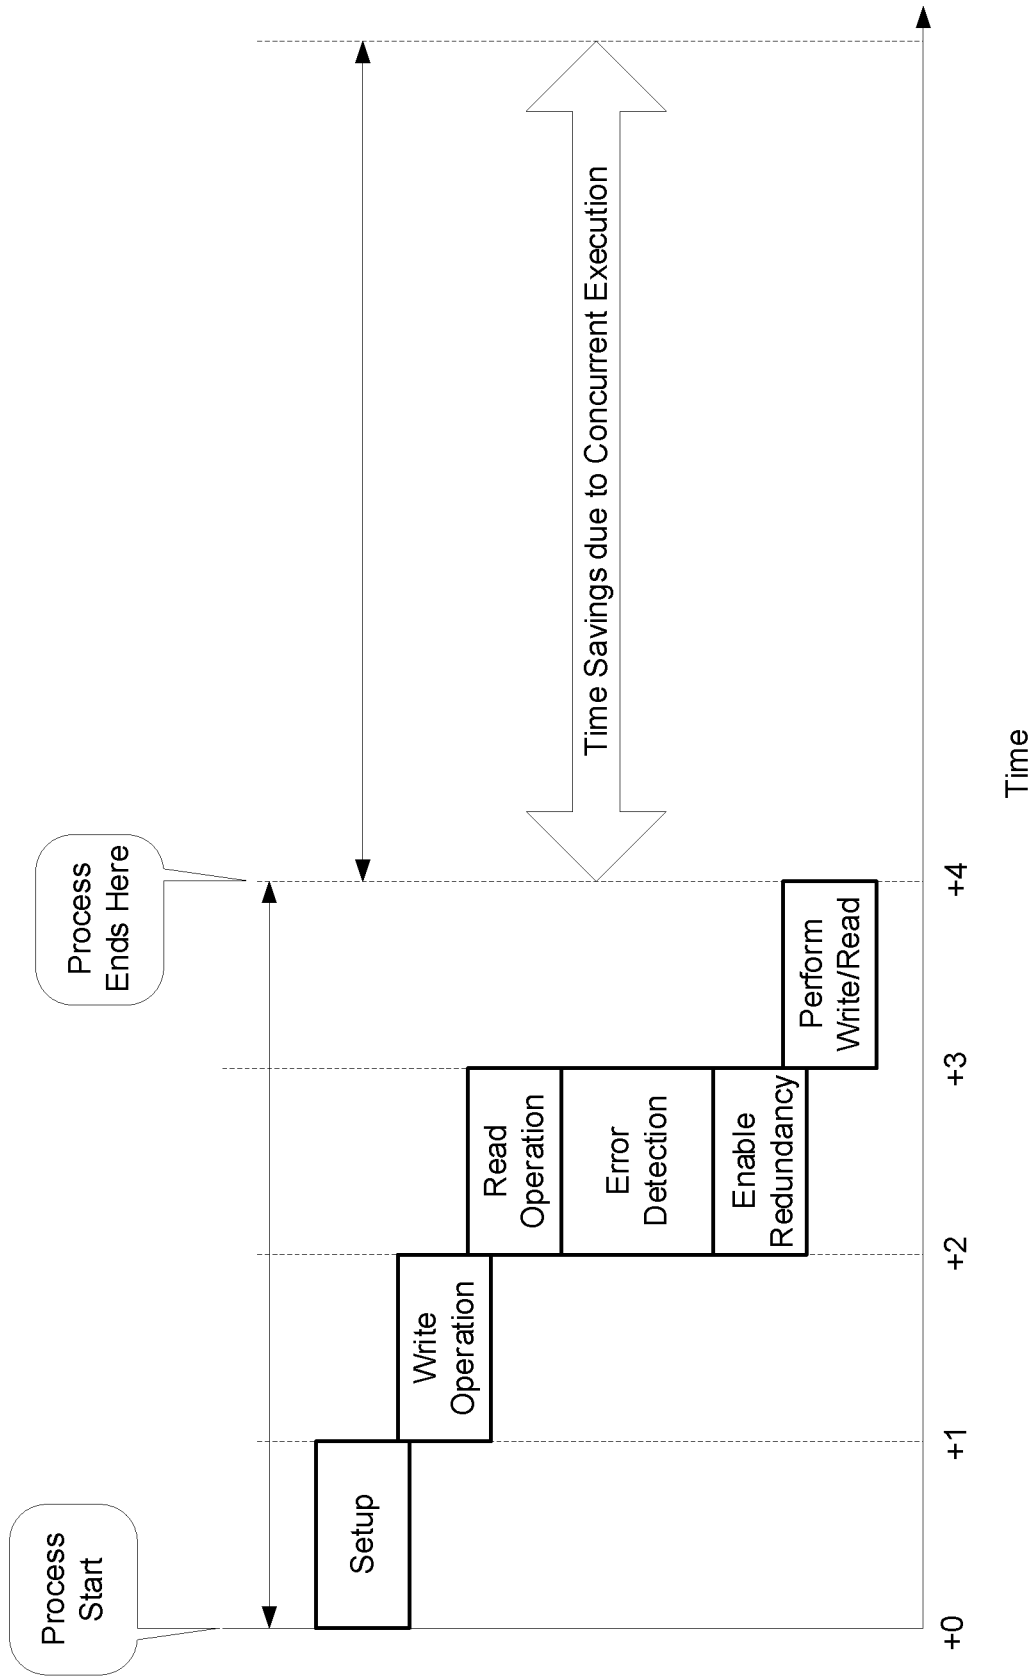 Process
Start
Process
Ends Here
Setup
Write
Operation
Read
Operation
Error
Detection
Enable
Redundancy
Perform
Write/Read
Time Savings due to Concurrent Execution
+0
+1
+2
+3
+4
Time